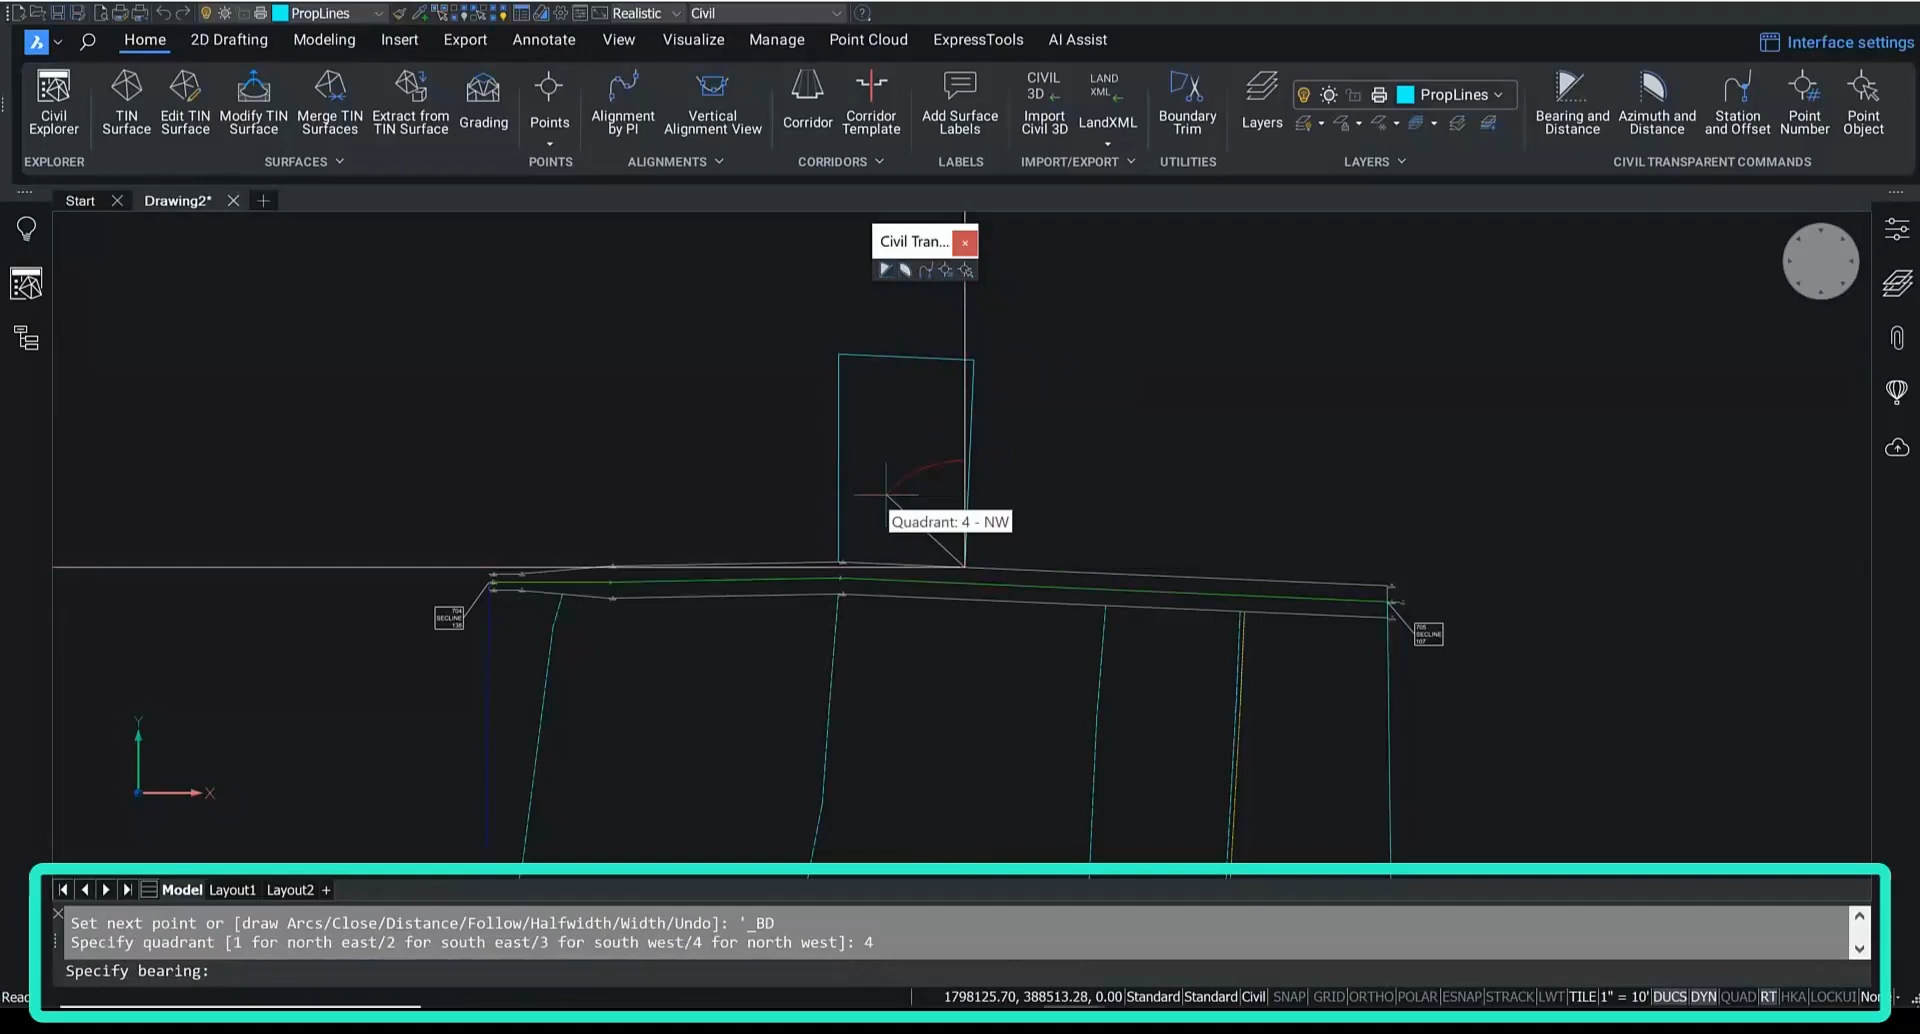 PropLines Realistic Civil
Home 2D Drafting Modeling Insert Export Annotate View Visualize Manage Point Cloud ExpressTools AI Assist Interface settings
Civil Explorer
TIN Surface
Edit TIN Surface
Modify TIN Surface
Merge TIN Surfaces
Extract from TIN Surface
Grading
Points
Alignment by PI
Vertical Alignment View
Corridor
Corridor Template
Add Surface Labels
CIVIL 3D
Import Civil 3D
LAND XML
LandXML
Boundary Trim
Layers
PropLines
Bearing and Distance
Azimuth and Distance
Station and Offset
Point Number
Point Object
EXPLORER SURFACES POINTS ALIGNMENTS CORRIDORS LABELS IMPORT/EXPORT UTILITIES LAYERS CIVIL TRANSPARENT COMMANDS
Start Drawing2*
Civil Tran...
Quadrant: 4 - NW
704
SECLINE
138
705
SECLINE
107
Y
X
Model Layout1 Layout2 +
Set next point or [draw Arcs/Close/Distance/Follow/Halfwidth/Width/Undo]: '_BD
Specify quadrant [1 for north east/2 for south east/3 for south west/4 for north west]: 4
Specify bearing:
Reac 1798125.70, 388513.28, 0.00 Standard Standard Civil SNAP GRID ORTHO POLAR ESNAP STRACK LWT TILE 1" = 10' DUCS DYN QUAD RT HKA LOCKUI Non